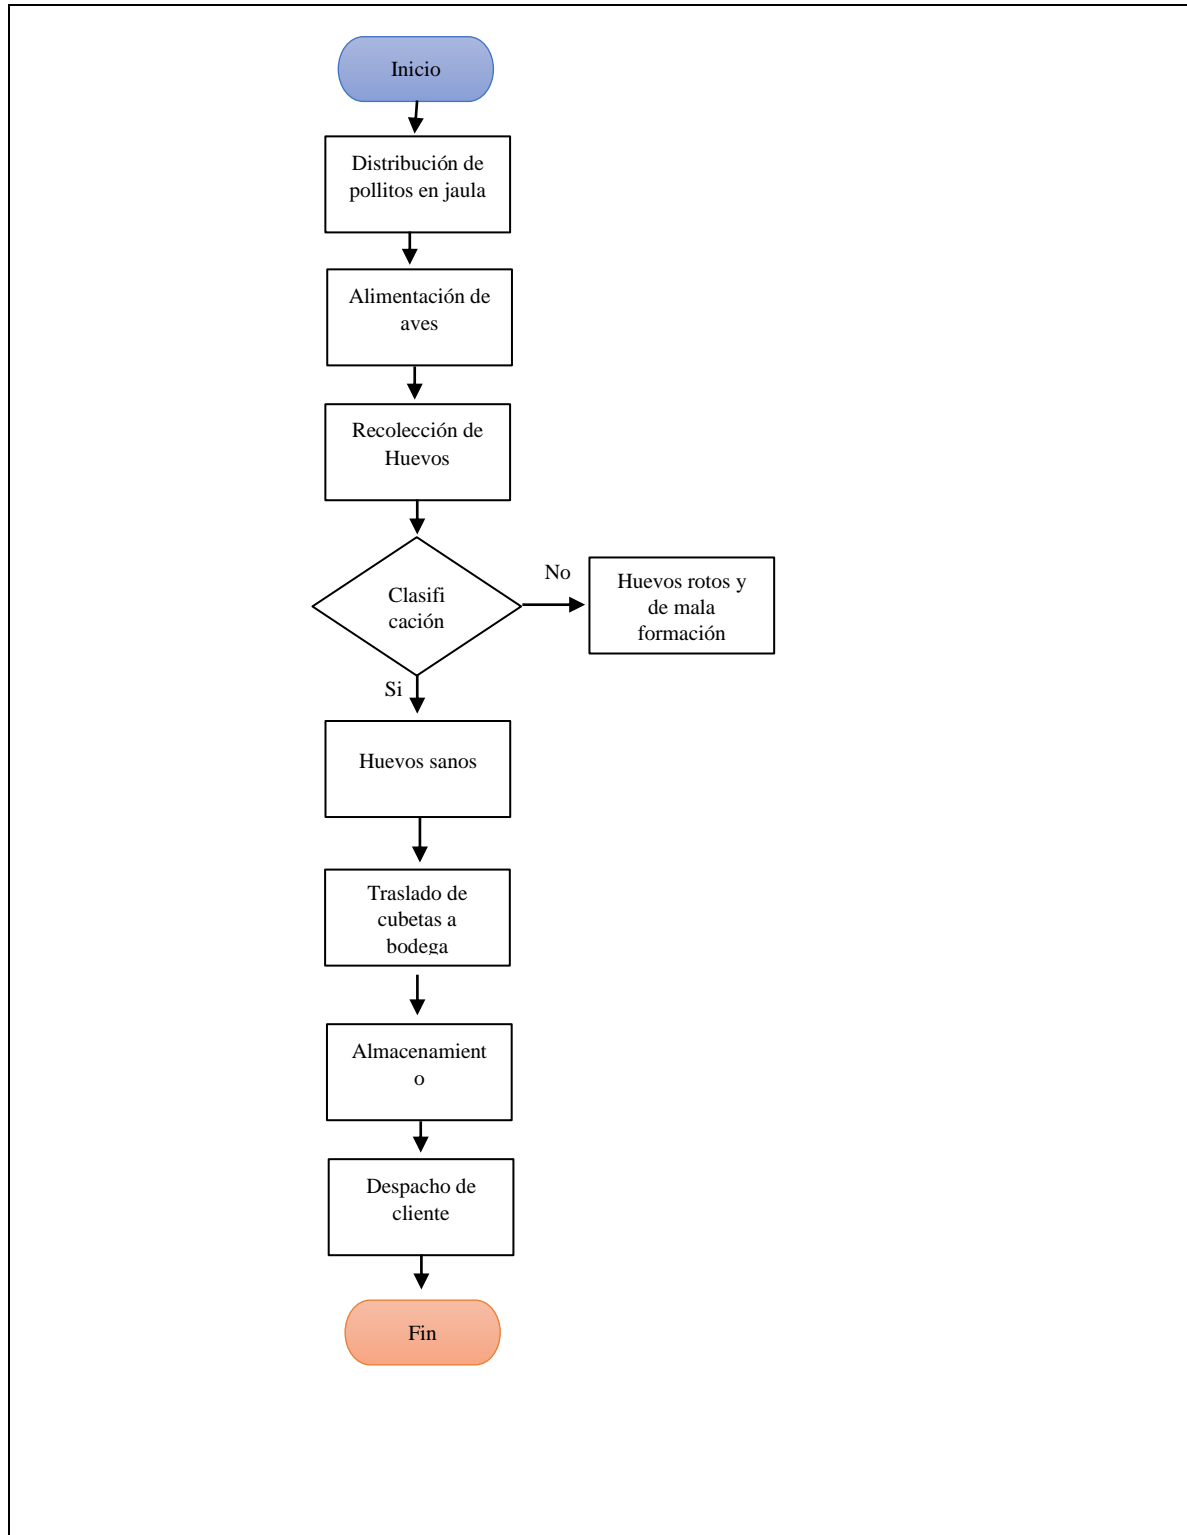 Inicio
Distribución de
pollitos en jaula
Alimentación de
aves
Recolección de
Huevos
Clasifi
cación
No
Huevos rotos y
de mala
formación
Si
Huevos sanos
Traslado de
cubetas a
bodega
Almacenamient
o
Despacho de
cliente
Fin